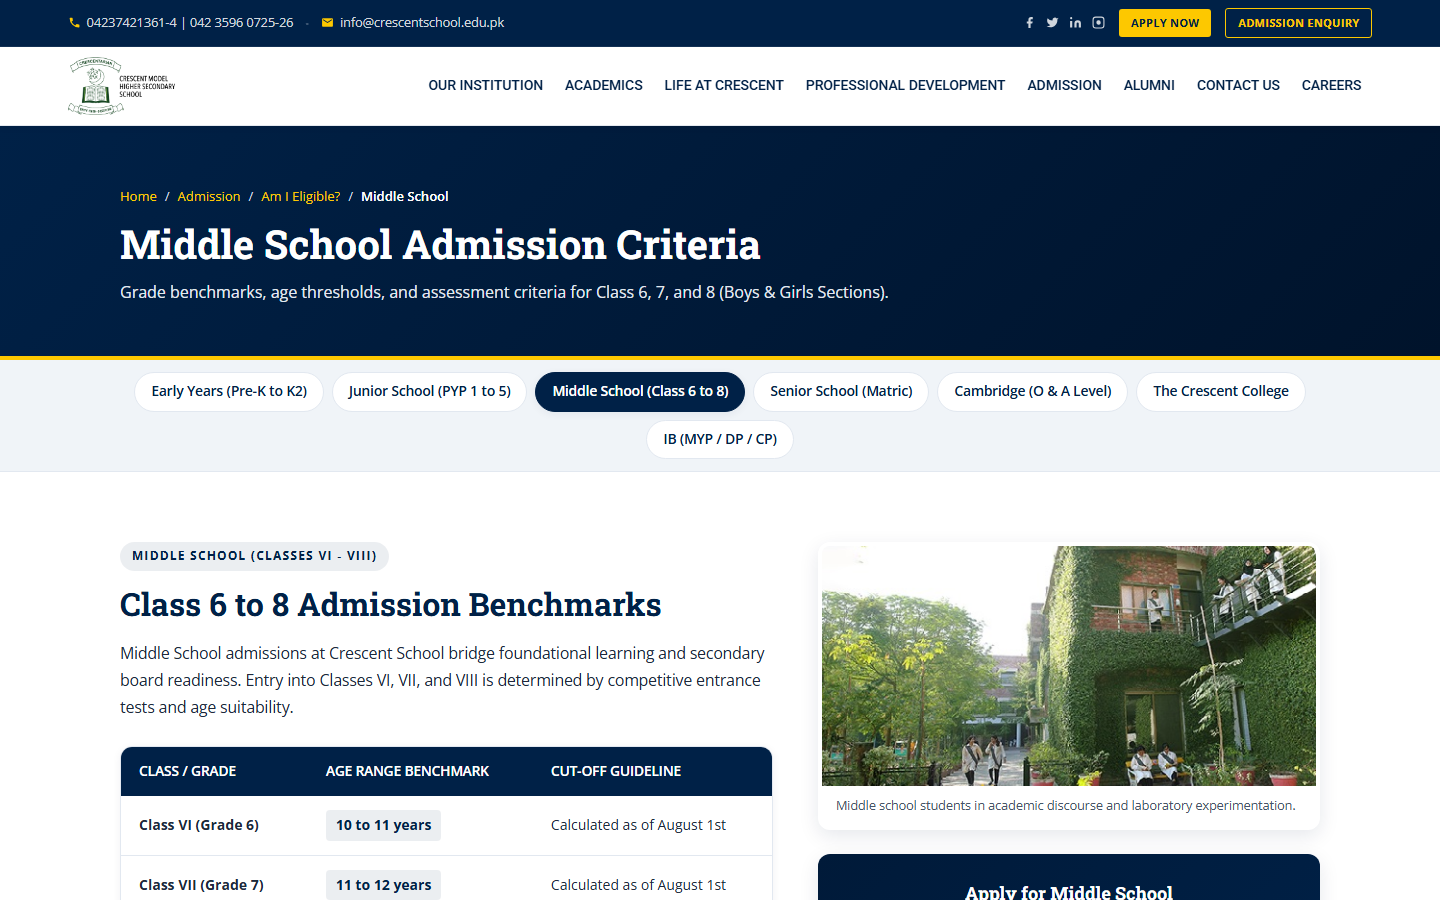 04237421361-4 | 042 3596 0725-26
info@crescentschool.edu.pk
APPLY NOW
ADMISSION ENQUIRY
CRESCENT MODEL
HIGHER SECONDARY
SCHOOL
OUR INSTITUTION
ACADEMICS
LIFE AT CRESCENT
PROFESSIONAL DEVELOPMENT
ADMISSION
ALUMNI
CONTACT US
CAREERS
Home / Admission / Am I Eligible? / Middle School
Middle School Admission Criteria
Grade benchmarks, age thresholds, and assessment criteria for Class 6, 7, and 8 (Boys & Girls Sections).
Early Years (Pre-K to K2)
Junior School (PYP 1 to 5)
Middle School (Class 6 to 8)
Senior School (Matric)
Cambridge (O & A Level)
The Crescent College
IB (MYP / DP / CP)
MIDDLE SCHOOL (CLASSES VI - VIII)
Class 6 to 8 Admission Benchmarks
Middle School admissions at Crescent School bridge foundational learning and secondary
board readiness. Entry into Classes VI, VII, and VIII is determined by competitive entrance
tests and age suitability.
CLASS / GRADE AGE RANGE BENCHMARK CUT-OFF GUIDELINE
Class VI (Grade 6) 10 to 11 years Calculated as of August 1st
Class VII (Grade 7) 11 to 12 years Calculated as of August 1st
Middle school students in academic discourse and laboratory experimentation.
Apply for Middle School